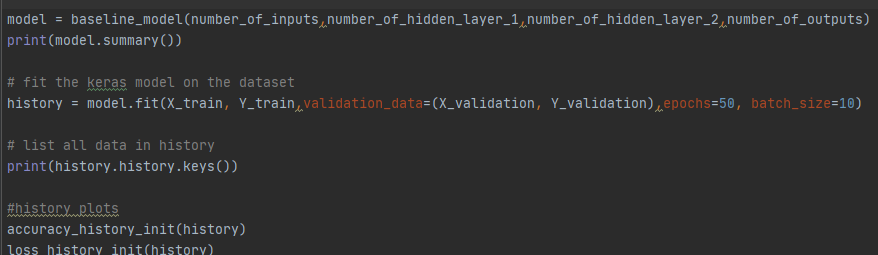 model = baseline_model(number_of_inputs,number_of_hidden_layer_1,number_of_hidden_layer_2,number_of_outputs)
print(model.summary())
# fit the keras model on the dataset
history = model.fit(X_train, Y_train,validation_data=(X_validation, Y_validation),epochs=50, batch_size=10)
# list all data in history
print(history.history.keys())
#history plots
accuracy_history_init(history)
loss_history_init(history)